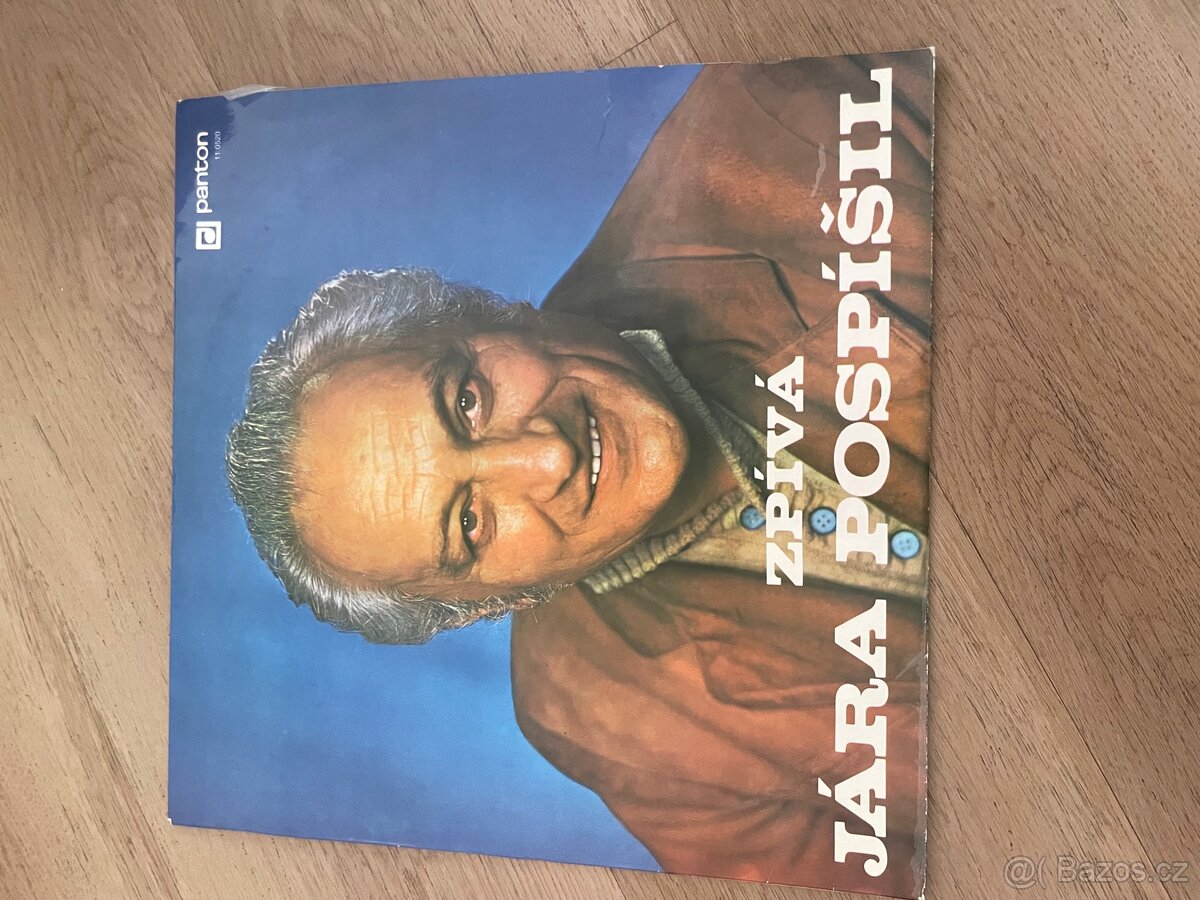 panton
11 0520
ZPÍVÁ
JÁRA POSPÍŠIL
@( Bazos.cz